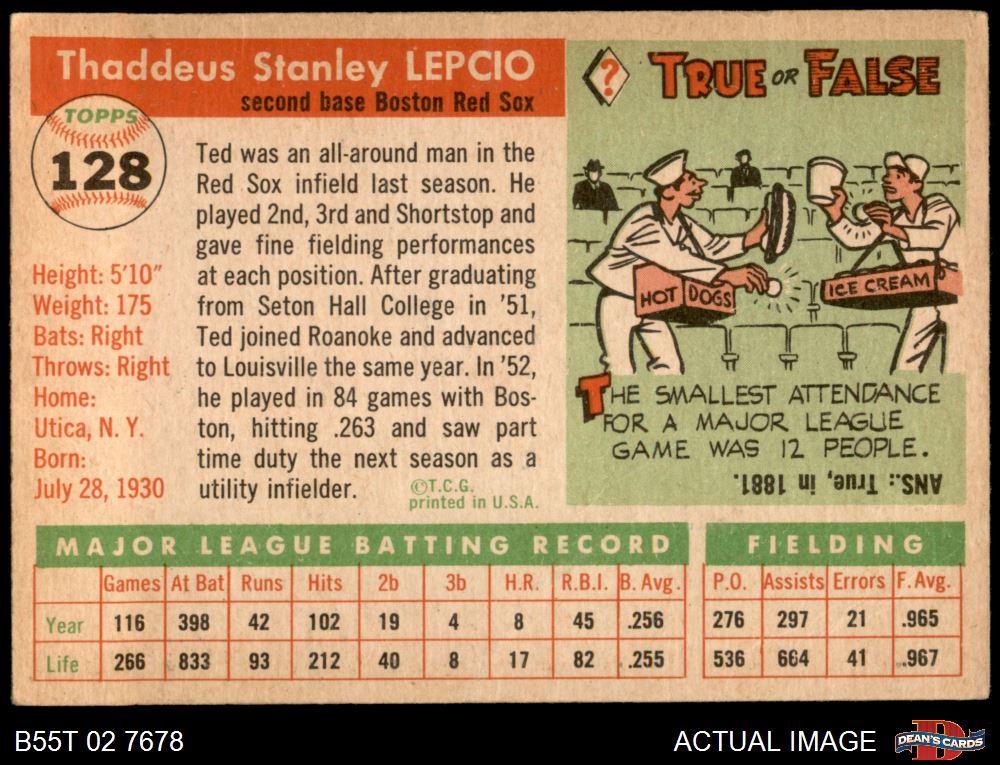 Thaddeus Stanley LEPCIO
second base Boston Red Sox
TOPPS
128
Height: 5'10"
Weight: 175
Bats: Right
Throws: Right
Home:
Utica, N. Y.
Born:
July 28, 1930
Ted was an all-around man in the
Red Sox infield last season. He
played 2nd, 3rd and Shortstop and
gave fine fielding performances
at each position. After graduating
from Seton Hall College in '51,
Ted joined Roanoke and advanced
to Louisville the same year. In '52,
he played in 84 games with Bos-
ton, hitting .263 and saw part
time duty the next season as a
utility infielder.
©T.C.G.
printed in U.S.A.
?
TRUE OR FALSE
HOT DOGS
ICE CREAM
THE SMALLEST ATTENDANCE
FOR A MAJOR LEAGUE
GAME WAS 12 PEOPLE.
ANS.: True, in 1881.
MAJOR LEAGUE BATTING RECORD
Games At Bat Runs Hits 2b 3b H.R. R.B.I. B. Avg.
Year 116 398 42 102 19 4 8 45 .256
Life 266 833 93 212 40 8 17 82 .255
FIELDING
P.O. Assists Errors F. Avg.
276 297 21 .965
536 664 41 .967
B55T 02 7678
ACTUAL IMAGE
DEAN'S CARDS